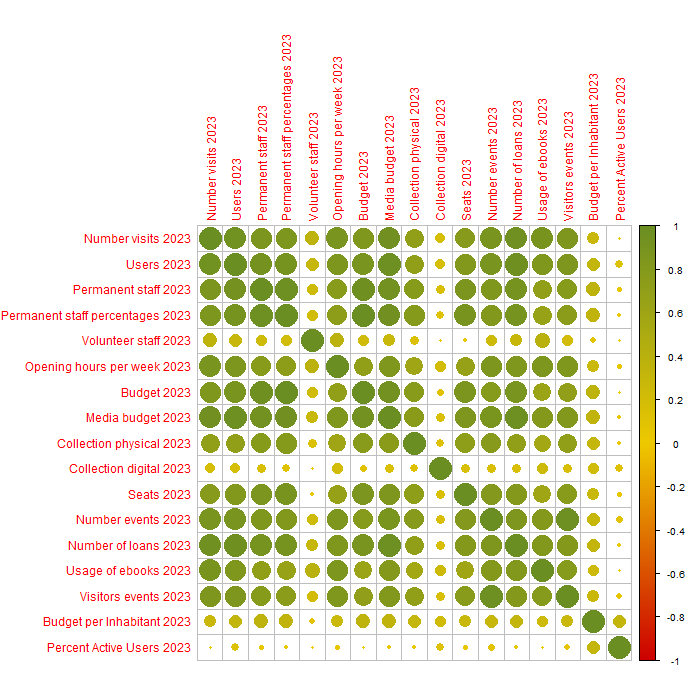 Number visits 2023
Users 2023
Permanent staff 2023
Permanent staff percentages 2023
Volunteer staff 2023
Opening hours per week 2023
Budget 2023
Media budget 2023
Collection physical 2023
Collection digital 2023
Seats 2023
Number events 2023
Number of loans 2023
Usage of ebooks 2023
Visitors events 2023
Budget per Inhabitant 2023
Percent Active Users 2023
Number visits 2023
Users 2023
Permanent staff 2023
Permanent staff percentages 2023
Volunteer staff 2023
Opening hours per week 2023
Budget 2023
Media budget 2023
Collection physical 2023
Collection digital 2023
Seats 2023
Number events 2023
Number of loans 2023
Usage of ebooks 2023
Visitors events 2023
Budget per Inhabitant 2023
Percent Active Users 2023
1
0.8
0.6
0.4
0.2
0
-0.2
-0.4
-0.6
-0.8
-1